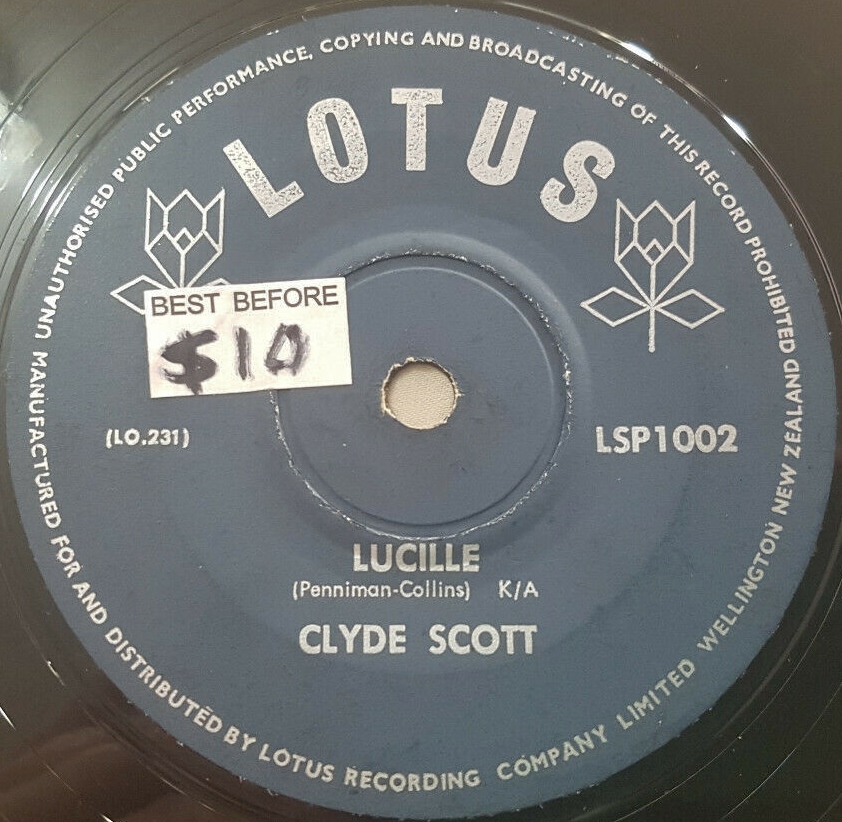 UNAUTHORISED PUBLIC PERFORMANCE, COPYING AND BROADCASTING OF THIS RECORD PROHIBITED
LOTUS
BEST BEFORE
$10
(LO.231)
LSP1002
LUCILLE
(Penniman-Collins) K/A
CLYDE SCOTT
MANUFACTURED FOR AND DISTRIBUTED BY LOTUS RECORDING COMPANY LIMITED WELLINGTON NEW ZEALAND